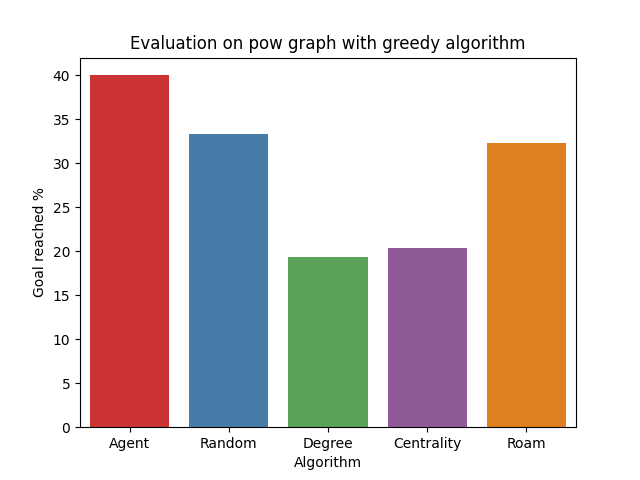 Evaluation on pow graph with greedy algorithm
40
35
30
25
20
15
10
5
0
Goal reached %
Agent Random Degree Centrality Roam
Algorithm